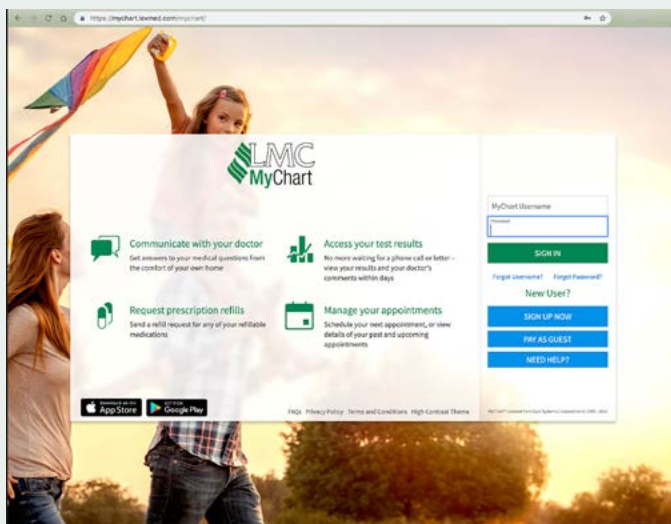 https://mychart.lexmed.com/mychart/
LMC
MyChart
Communicate with your doctor
Get answers to your medical questions from
the comfort of your own home
Access your test results
No more waiting for a phone call or letter –
view your results and your doctor's
comments within days
Request prescription refills
Send a refill request for any of your refillable
medications
Manage your appointments
Schedule your next appointment, or view
details of your past and upcoming
appointments
App Store
Google Play
FAQs Privacy Policy Terms and Conditions High Contrast Theme
MyChart Username
Password
SIGN IN
Forgot Username? Forgot Password?
New User?
SIGN UP NOW
PAY AS GUEST
NEED HELP?